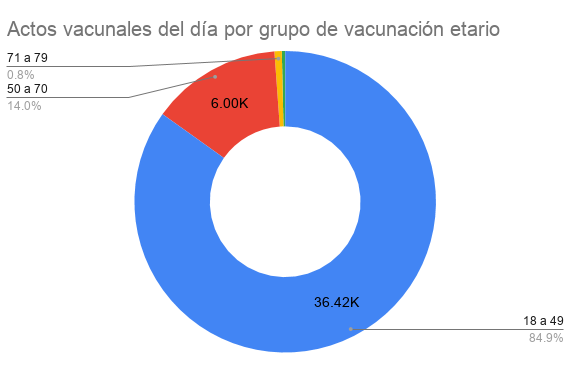 Actos vacunales del día por grupo de vacunación etario
71 a 79
0.8%
50 a 70
14.0%
6.00K
36.42K
18 a 49
84.9%